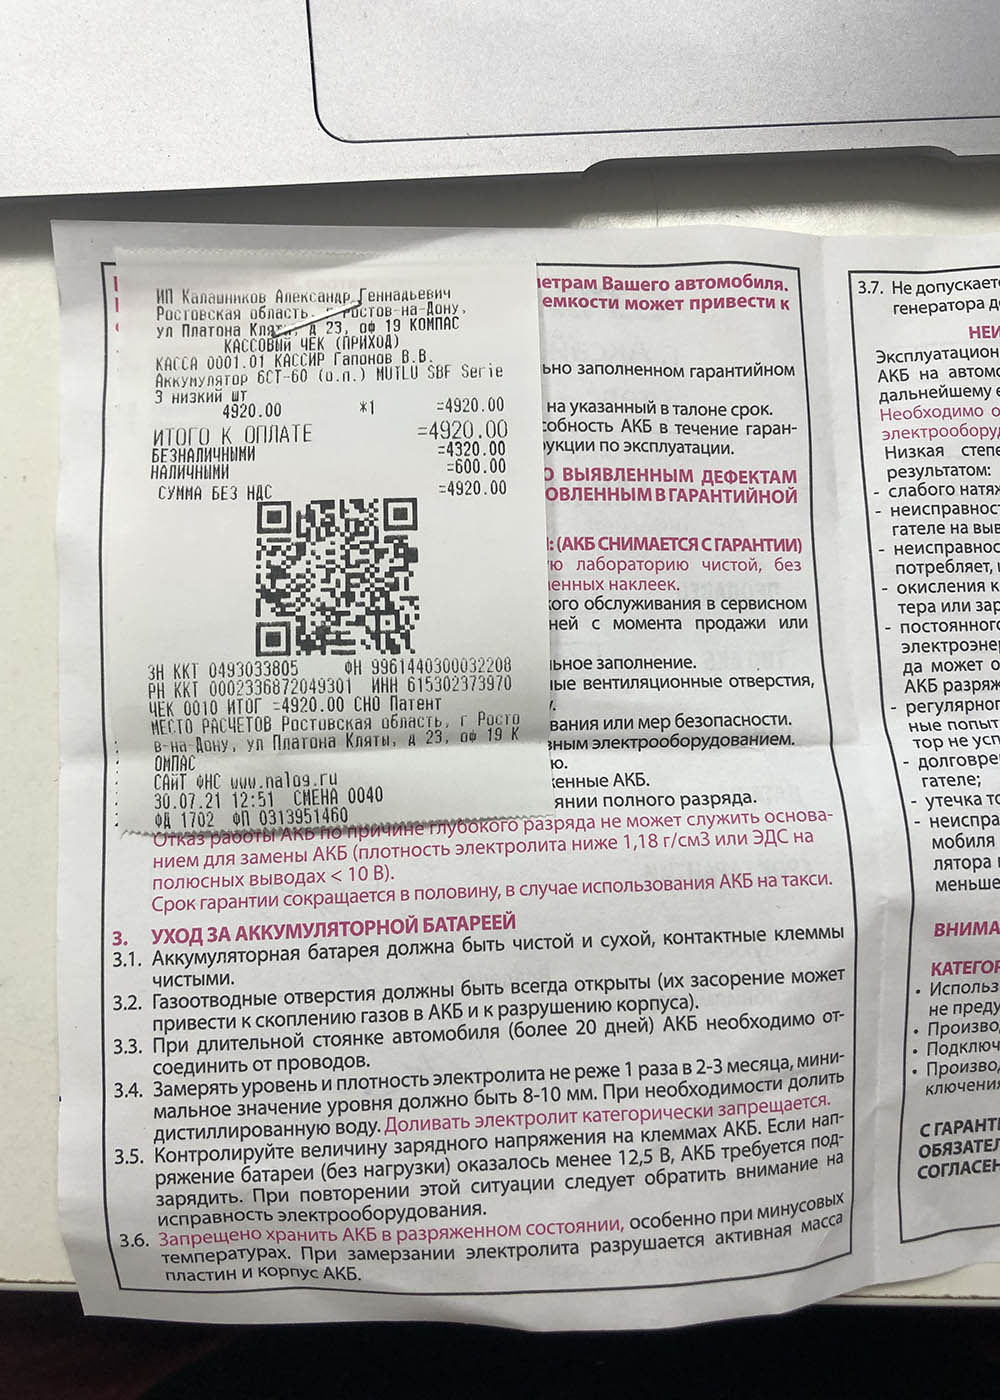 ИП Калашников Александр Геннадьевич
Ростовская область, г Ростов-на-Дону,
ул Платона Кляты, д 23, оф 19 КОМПАС
КАССОВЫЙ ЧЕК (ПРИХОД)
КАССА 0001.01 КАССИР Гапонов В.В.
Аккумулятор 6СТ-60 (о.п.) MUTLU SBF Serie
3 низкий шт
4920.00 *1 =4920.00
ИТОГО К ОПЛАТЕ =4920.00
БЕЗНАЛИЧНЫМИ =4320.00
НАЛИЧНЫМИ =600.00
СУММА БЕЗ НДС =4920.00
ЗН ККТ 0493033805 ФН 9961440300032208
РН ККТ 0002336872049301 ИНН 615302373970
ЧЕК 0010 ИТОГ =4920.00 СНО Патент
МЕСТО РАСЧЕТОВ Ростовская область, г Росто
в-на-Дону, ул Платона Кляты, д 23, оф 19 К
ОМПАС
САЙТ ФНС www.nalog.ru
30.07.21 12:51 СМЕНА 0040
ФД 1702 ФП 0313951460
етрам Вашего автомобиля.
емкости может привести к
ьно заполненном гарантийном
на указанный в талоне срок.
собность АКБ в течение гаран-
укции по эксплуатации.
О ВЫЯВЛЕННЫМ ДЕФЕКТАМ
ОВЛЕННЫМ В ГАРАНТИЙНОЙ
: (АКБ СНИМАЕТСЯ С ГАРАНТИИ)
ую лабораторию чистой, без
енных наклеек.
кого обслуживания в сервисном
ней с момента продажи или
ьное заполнение.
ые вентиляционные отверстия,
вания или мер безопасности.
зным электрооборудованием.
ю.
женные АКБ.
янии полного разряда.
Отказ работы АКБ по причине глубокого разряда не может служить основа-
нием для замены АКБ (плотность электролита ниже 1,18 г/см3 или ЭДС на
полюсных выводах < 10 В).
Срок гарантии сокращается в половину, в случае использования АКБ на такси.
3. УХОД ЗА АККУМУЛЯТОРНОЙ БАТАРЕЕЙ
3.1. Аккумуляторная батарея должна быть чистой и сухой, контактные клеммы
чистыми.
3.2. Газоотводные отверстия должны быть всегда открыты (их засорение может
привести к скоплению газов в АКБ и к разрушению корпуса).
3.3. При длительной стоянке автомобиля (более 20 дней) АКБ необходимо от-
соединить от проводов.
3.4. Замерять уровень и плотность электролита не реже 1 раза в 2-3 месяца, мини-
мальное значение уровня должно быть 8-10 мм. При необходимости долить
дистиллированную воду. Доливать электролит категорически запрещается.
3.5. Контролируйте величину зарядного напряжения на клеммах АКБ. Если нап-
ряжение батареи (без нагрузки) оказалось менее 12,5 В, АКБ требуется под-
зарядить. При повторении этой ситуации следует обратить внимание на
исправность электрооборудования.
3.6. Запрещено хранить АКБ в разряженном состоянии, особенно при минусовых
температурах. При замерзании электролита разрушается активная масса
пластин и корпус АКБ.
3.7. Не допускаетс
генератора д
НЕИ
Эксплуатацион
АКБ на автомо
дальнейшему е
Необходимо о
электрооборуд
Низкая степе
результатом:
- слабого натяж
- неисправност
гателе на выв
- неисправнос
потребляет,
- окисления к
тера или зар
- постоянного
электроэнер
да может о
АКБ разряж
- регулярног
ные попыт
тор не усп
- долговрем
гателе;
- утечка то
- неиспра
мобиля
лятора
меньше
ВНИМА
КАТЕГОР
• Использ
не преду
• Произво
• Подключ
• Производ
ключения
С ГАРАНТИ
ОБЯЗАТЕЛ
СОГЛАСЕН